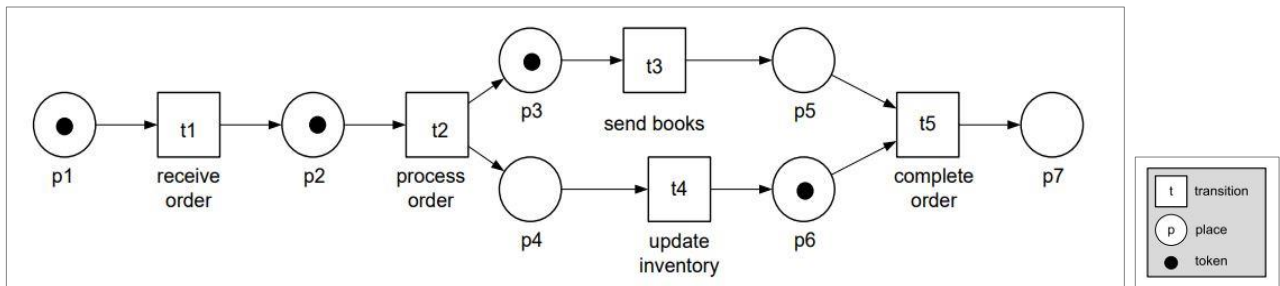 t1
t2
t3
t4
t5
p1
receive
order
p2
process
order
p3
send books
p4
update
inventory
p5
p6
complete
order
p7
t transition
p place
token